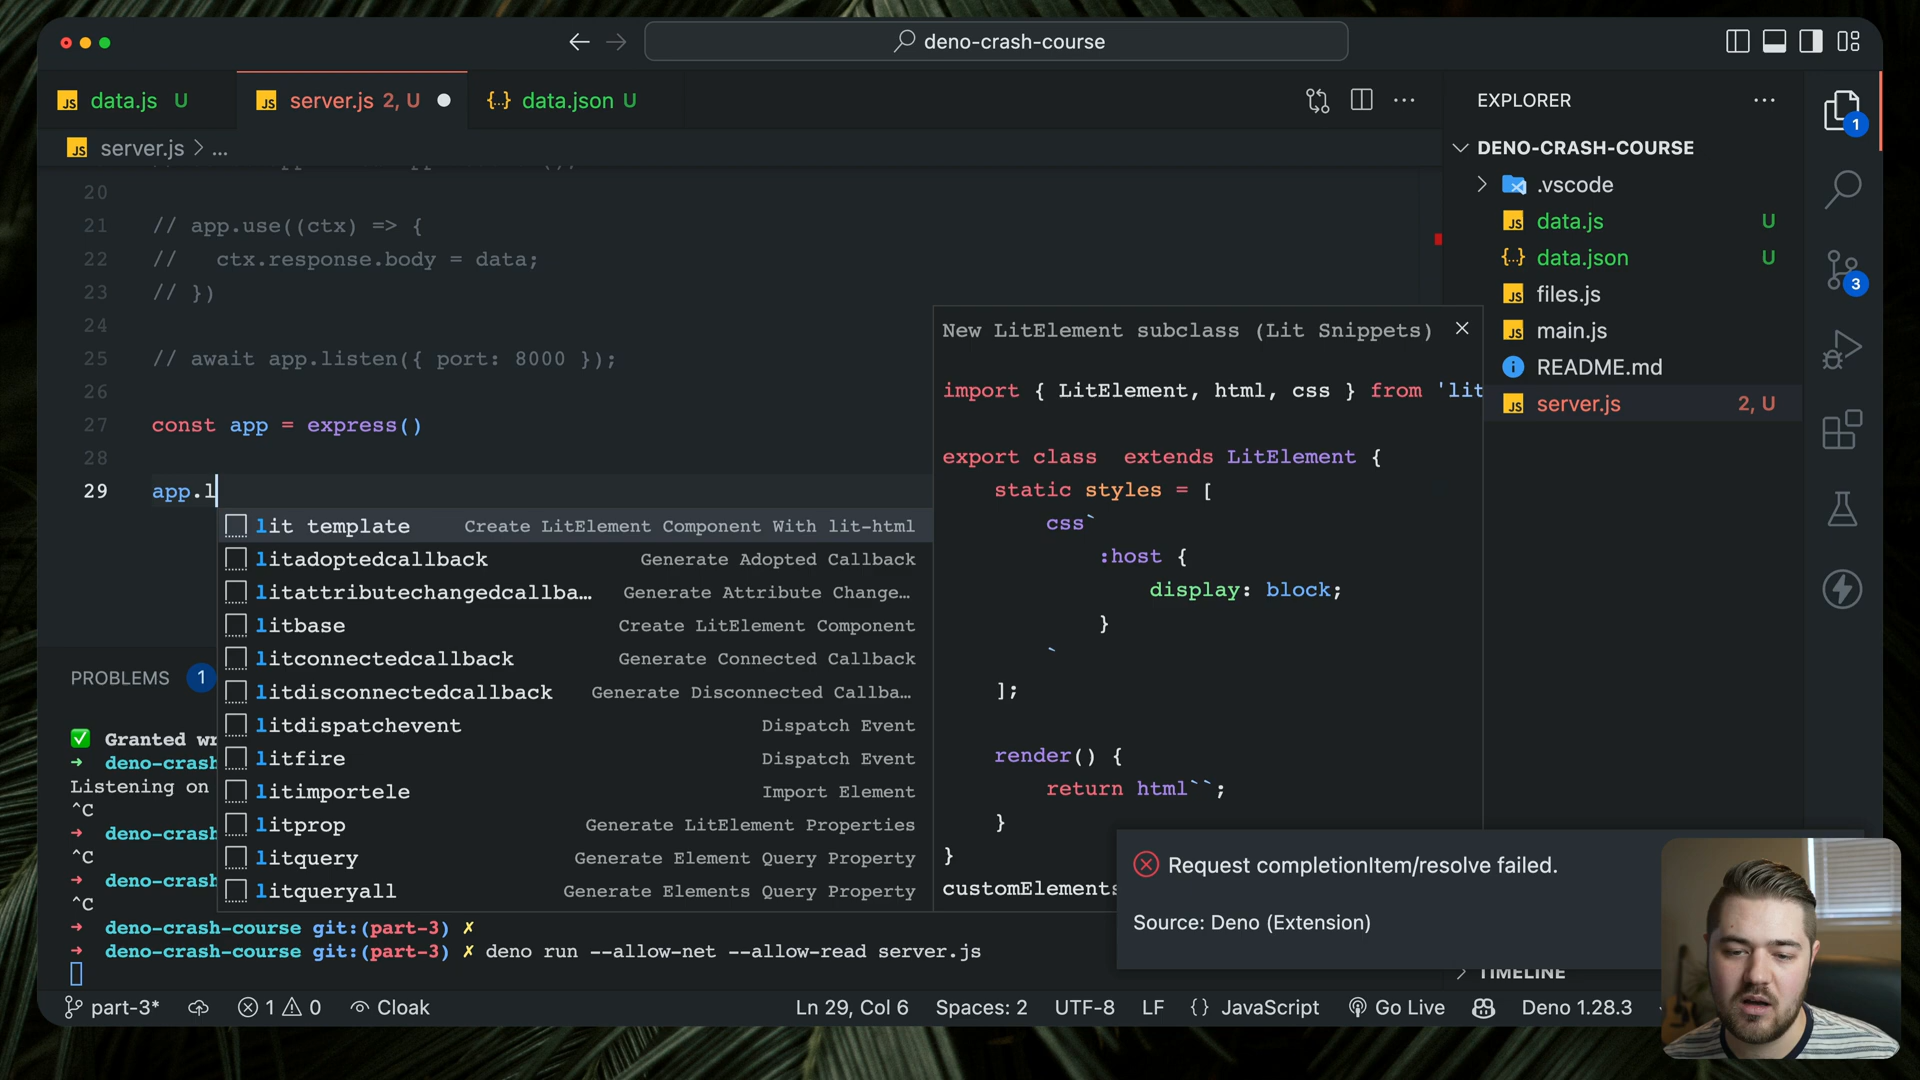 deno-crash-course
JS data.js U
JS server.js 2, U
{..} data.json U
JS server.js > ...
20
21 // app.use((ctx) => {
22 //   ctx.response.body = data;
23 // })
24
25 // await app.listen({ port: 8000 });
26
27 const app = express()
28
29 app.l
lit template Create LitElement Component With lit-html
litadoptedcallback Generate Adopted Callback
litattributechangedcallba... Generate Attribute Change...
litbase Create LitElement Component
litconnectedcallback Generate Connected Callback
litdisconnectedcallback Generate Disconnected Callba...
litdispatchevent Dispatch Event
litfire Dispatch Event
litimportele Import Element
litprop Generate LitElement Properties
litquery Generate Element Query Property
litqueryall Generate Elements Query Property
New LitElement subclass (Lit Snippets)
import { LitElement, html, css } from 'lit
export class  extends LitElement {
static styles = [
css`
:host {
display: block;
}
`
];
render() {
return html``;
}
}
customElements
PROBLEMS 1
✅ Granted wr
→ deno-crash
Listening on
^C
→ deno-crash
^C
→ deno-crash
^C
→ deno-crash-course git:(part-3) ✗
→ deno-crash-course git:(part-3) ✗ deno run --allow-net --allow-read server.js
Request completionItem/resolve failed.
Source: Deno (Extension)
EXPLORER
DENO-CRASH-COURSE
.vscode
JS data.js U
{..} data.json U
JS files.js
JS main.js
README.md
JS server.js 2, U
TIMELINE
1
3
part-3* 1 0 Cloak
Ln 29, Col 6 Spaces: 2 UTF-8 LF {} JavaScript Go Live Deno 1.28.3